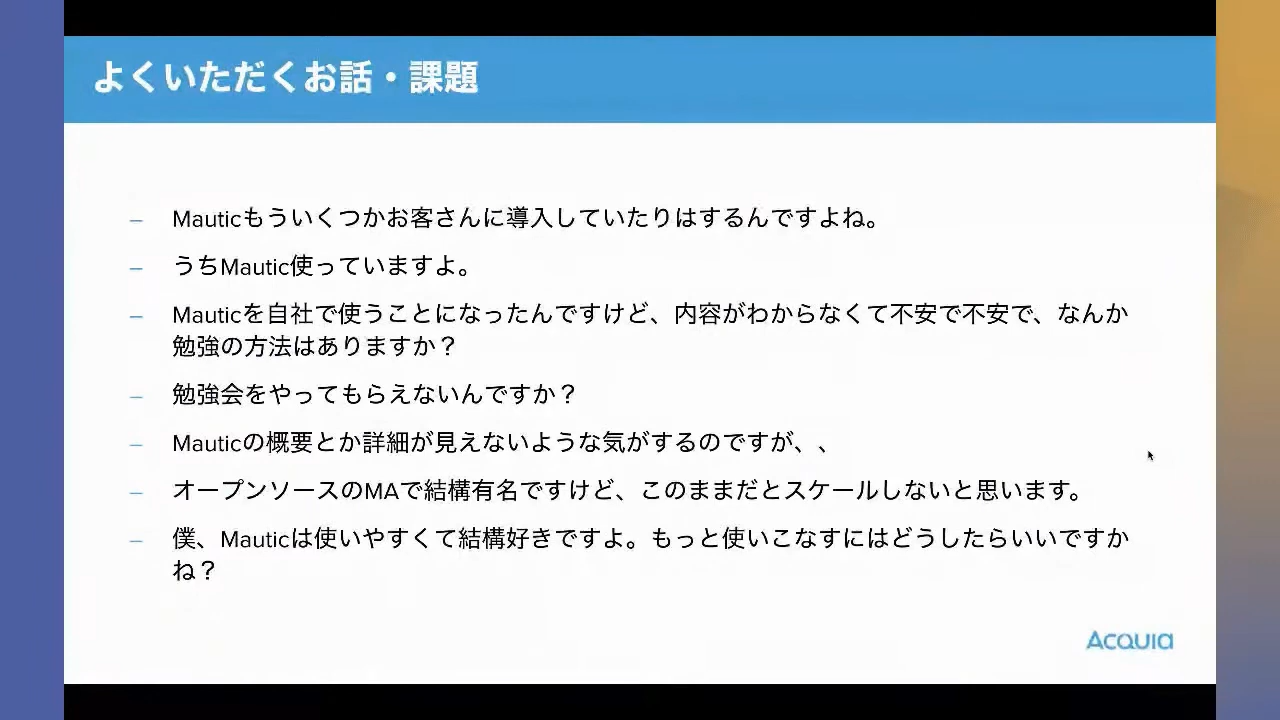 よくいただくお話・課題
– Mauticもういくつかお客さんに導入していたりはするんですよね。
– うちMautic使っていますよ。
– Mauticを自社で使うことになったんですけど、内容がわからなくて不安で不安で、なんか
勉強の方法はありますか？
– 勉強会をやってもらえないんですか？
– Mauticの概要とか詳細が見えないような気がするのですが、、
– オープンソースのMAで結構有名ですけど、このままだとスケールしないと思います。
– 僕、Mauticは使いやすくて結構好きですよ。もっと使いこなすにはどうしたらいいですか
ね？
Acquia